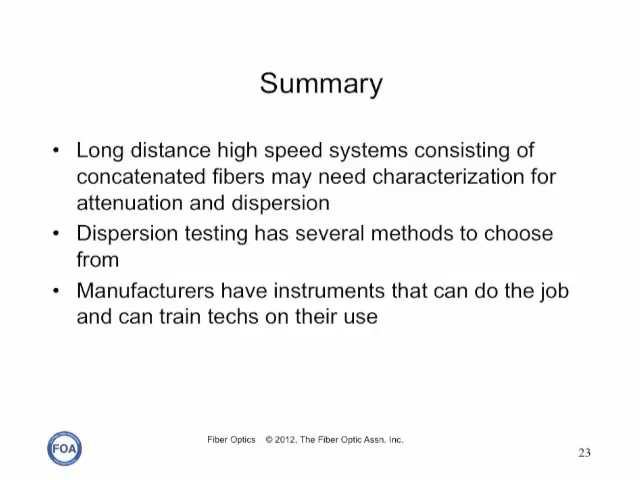 Summary
• Long distance high speed systems consisting of
concatenated fibers may need characterization for
attenuation and dispersion
• Dispersion testing has several methods to choose
from
• Manufacturers have instruments that can do the job
and can train techs on their use
FOA
Fiber Optics © 2012, The Fiber Optic Assn. Inc.
23